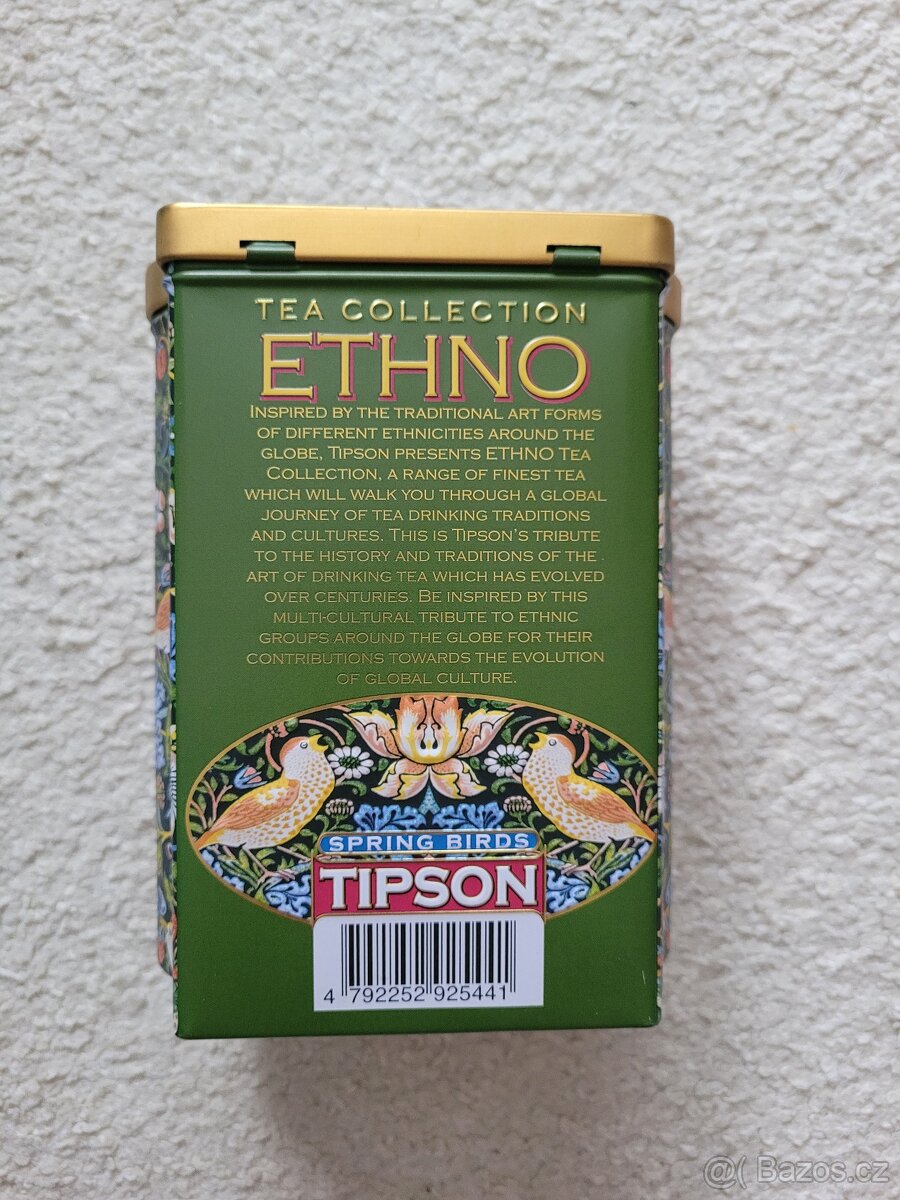 TEA COLLECTION
ETHNO
INSPIRED BY THE TRADITIONAL ART FORMS
OF DIFFERENT ETHNICITIES AROUND THE
GLOBE, TIPSON PRESENTS ETHNO TEA
COLLECTION, A RANGE OF FINEST TEA
WHICH WILL WALK YOU THROUGH A GLOBAL
JOURNEY OF TEA DRINKING TRADITIONS
AND CULTURES. THIS IS TIPSON'S TRIBUTE
TO THE HISTORY AND TRADITIONS OF THE
ART OF DRINKING TEA WHICH HAS EVOLVED
OVER CENTURIES. BE INSPIRED BY THIS
MULTI-CULTURAL TRIBUTE TO ETHNIC
GROUPS AROUND THE GLOBE FOR THEIR
CONTRIBUTIONS TOWARDS THE EVOLUTION
OF GLOBAL CULTURE.
SPRING BIRDS
TIPSON
4 792252 925441
@( Bazos.cz